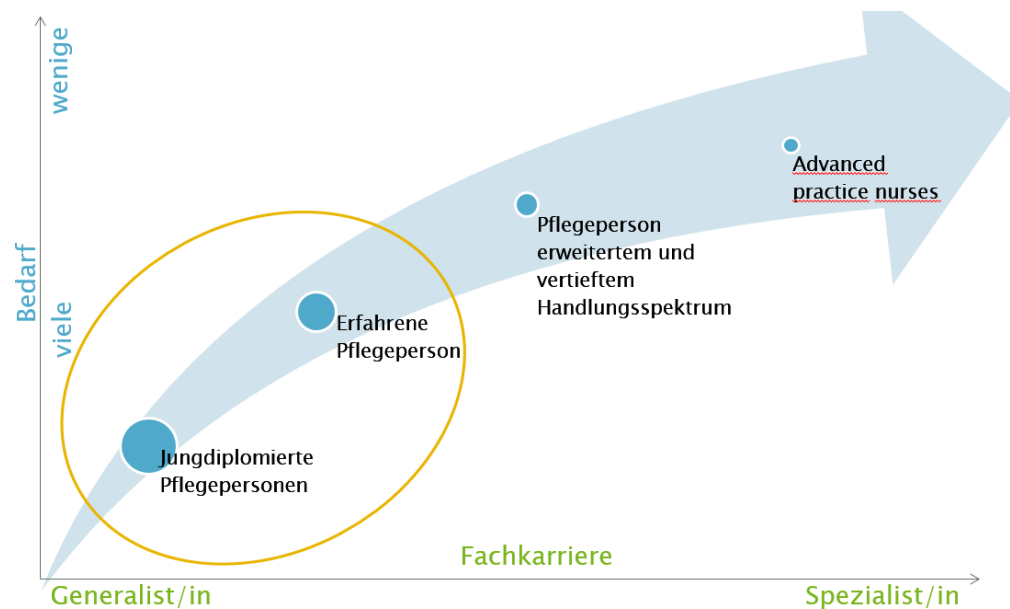 wenige
Bedarf
viele
Advanced
practice nurses
Pflegeperson
erweitertem und
vertieftem
Handlungsspektrum
Erfahrene
Pflegeperson
Jungdiplomierte
Pflegepersonen
Fachkarriere
Generalist/in
Spezialist/in